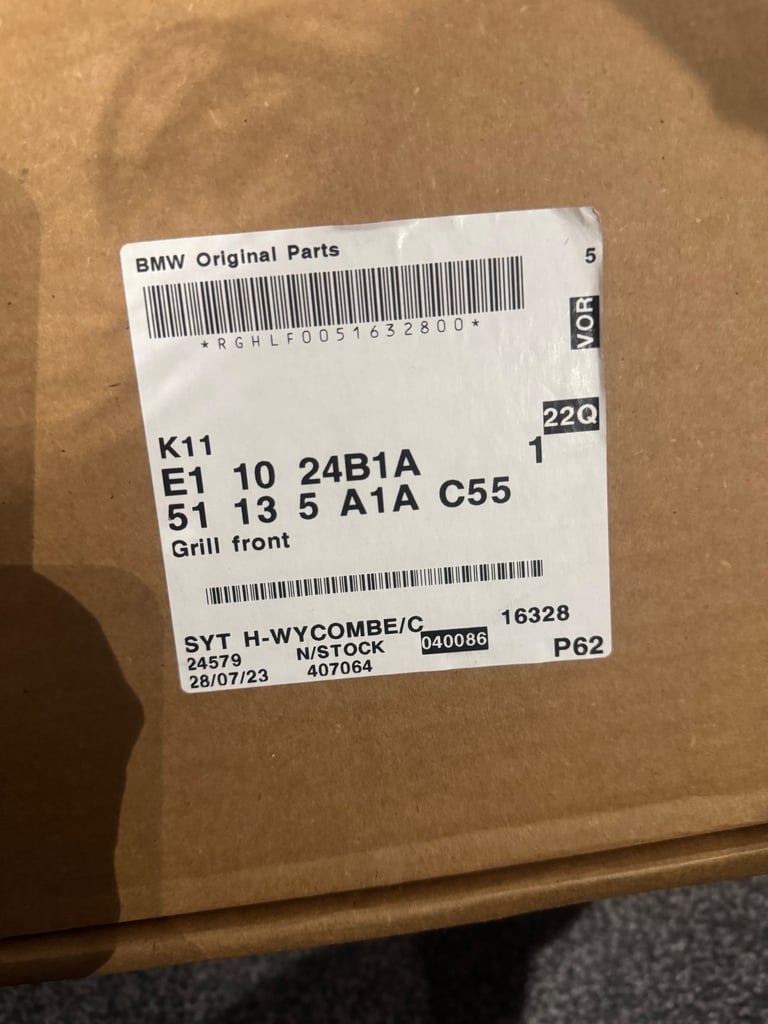 BMW Original Parts
5
*RGHLF0051632800*
VOR
22Q
K11
1
E1 10 24B1A
51 13 5 A1A C55
Grill front
16328
SYT H-WYCOMBE/C
040086
24579 N/STOCK
P62
28/07/23 407064